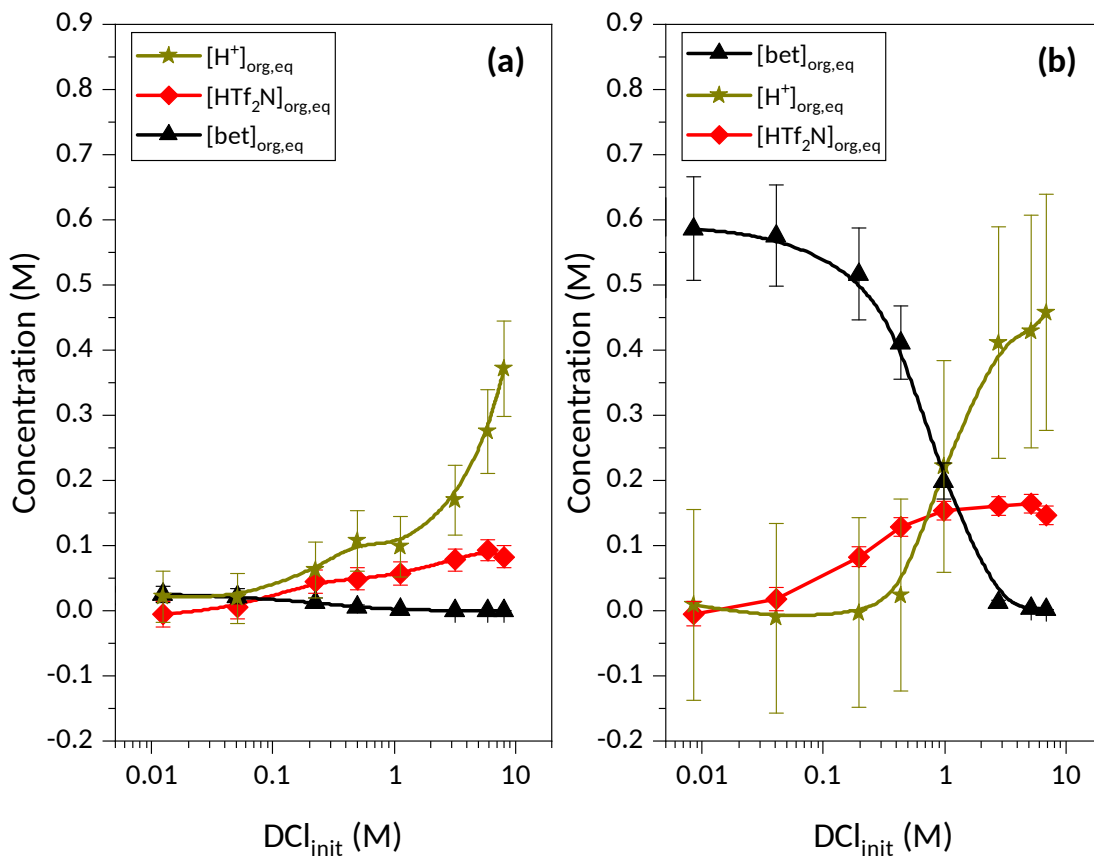 (a)
[H⁺]org,eq
[HTf₂N]org,eq
[bet]org,eq
Concentration (M)
0.9
0.8
0.7
0.6
0.5
0.4
0.3
0.2
0.1
0.0
-0.1
-0.2
0.01 0.1 1 10
DClinit (M)
(b)
[bet]org,eq
[H⁺]org,eq
[HTf₂N]org,eq
Concentration (M)
0.9
0.8
0.7
0.6
0.5
0.4
0.3
0.2
0.1
0.0
-0.1
-0.2
0.01 0.1 1 10
DClinit (M)